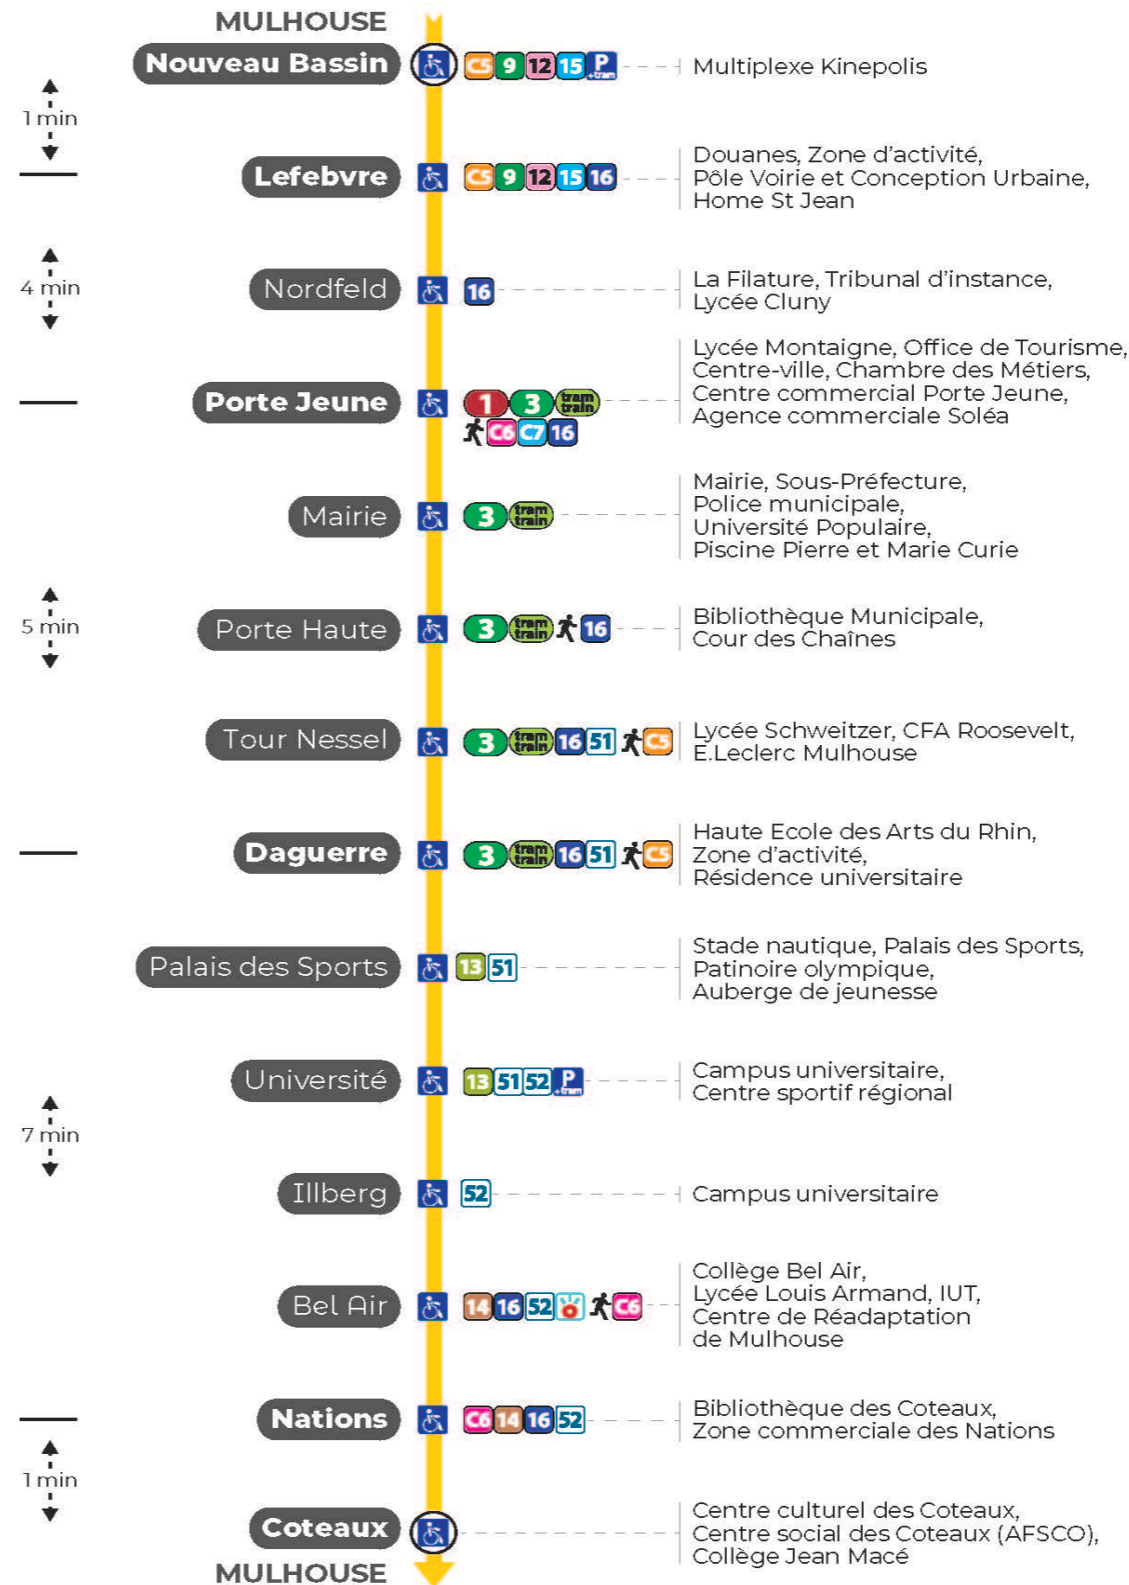 MULHOUSE
Nouveau Bassin C5 9 12 15 P +tram Multiplexe Kinepolis
1 min
Lefebvre C5 9 12 15 16
Douanes, Zone d'activité,
Pôle Voirie et Conception Urbaine,
Home St Jean
4 min
Nordfeld 16
La Filature, Tribunal d'instance,
Lycée Cluny
Porte Jeune 1 3 tram train
C6 C7 16
Lycée Montaigne, Office de Tourisme,
Centre-ville, Chambre des Métiers,
Centre commercial Porte Jeune,
Agence commerciale Soléa
Mairie 3 tram train
Mairie, Sous-Préfecture,
Police municipale,
Université Populaire,
Piscine Pierre et Marie Curie
5 min
Porte Haute 3 tram train 16
Bibliothèque Municipale,
Cour des Chaînes
Tour Nessel 3 tram train 16 51 C5
Lycée Schweitzer, CFA Roosevelt,
E.Leclerc Mulhouse
Daguerre 3 tram train 16 51 C5
Haute Ecole des Arts du Rhin,
Zone d'activité,
Résidence universitaire
Palais des Sports 13 51
Stade nautique, Palais des Sports,
Patinoire olympique,
Auberge de jeunesse
Université 13 51 52 P +tram
Campus universitaire,
Centre sportif régional
7 min
Illberg 52 Campus universitaire
Bel Air 14 16 52 C6
Collège Bel Air,
Lycée Louis Armand, IUT,
Centre de Réadaptation
de Mulhouse
Nations C6 14 16 52
Bibliothèque des Coteaux,
Zone commerciale des Nations
1 min
Coteaux
Centre culturel des Coteaux,
Centre social des Coteaux (AFSCO),
Collège Jean Macé
MULHOUSE